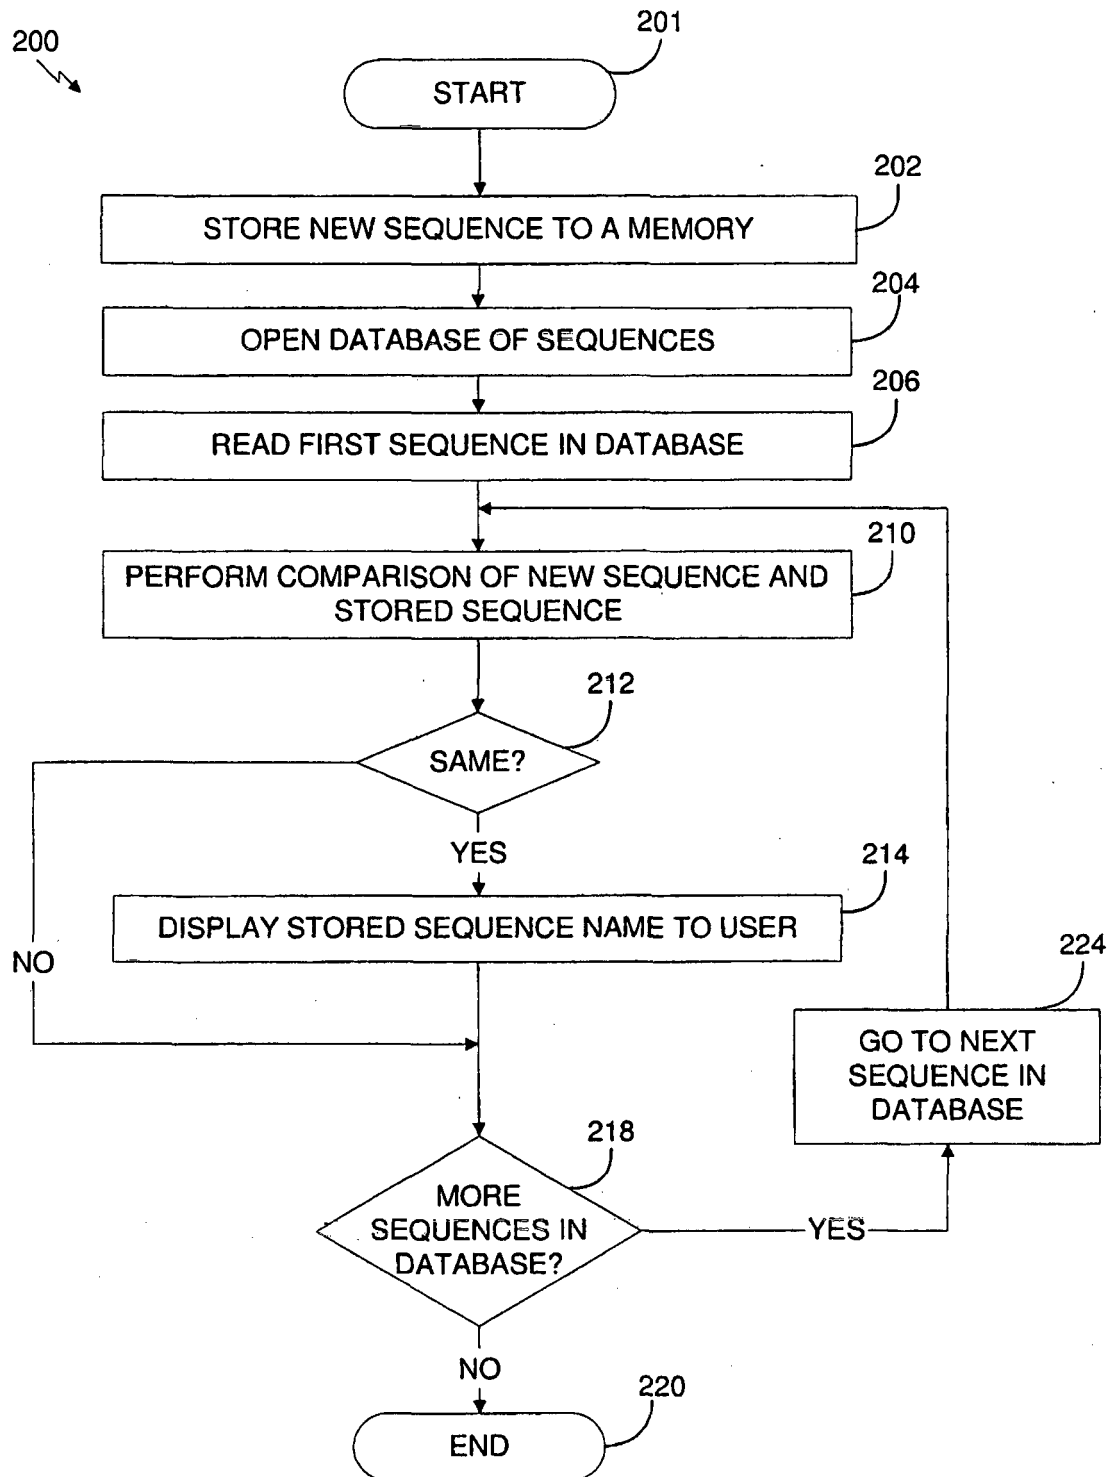 200
201
START
202
STORE NEW SEQUENCE TO A MEMORY
204
OPEN DATABASE OF SEQUENCES
206
READ FIRST SEQUENCE IN DATABASE
210
PERFORM COMPARISON OF NEW SEQUENCE AND
STORED SEQUENCE
212
SAME?
YES
214
DISPLAY STORED SEQUENCE NAME TO USER
NO
224
GO TO NEXT
SEQUENCE IN
DATABASE
218
MORE
SEQUENCES IN
DATABASE?
YES
NO
220
END